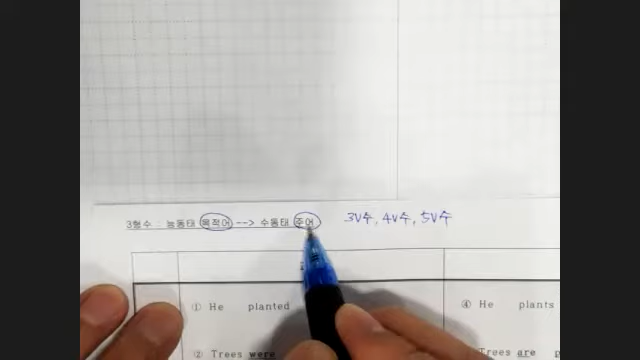 3형수 능동태 목적어 --> 수동태 주어 3V수, 4V수, 5V수
① He planted
④ He plants
② Trees were
Trees are